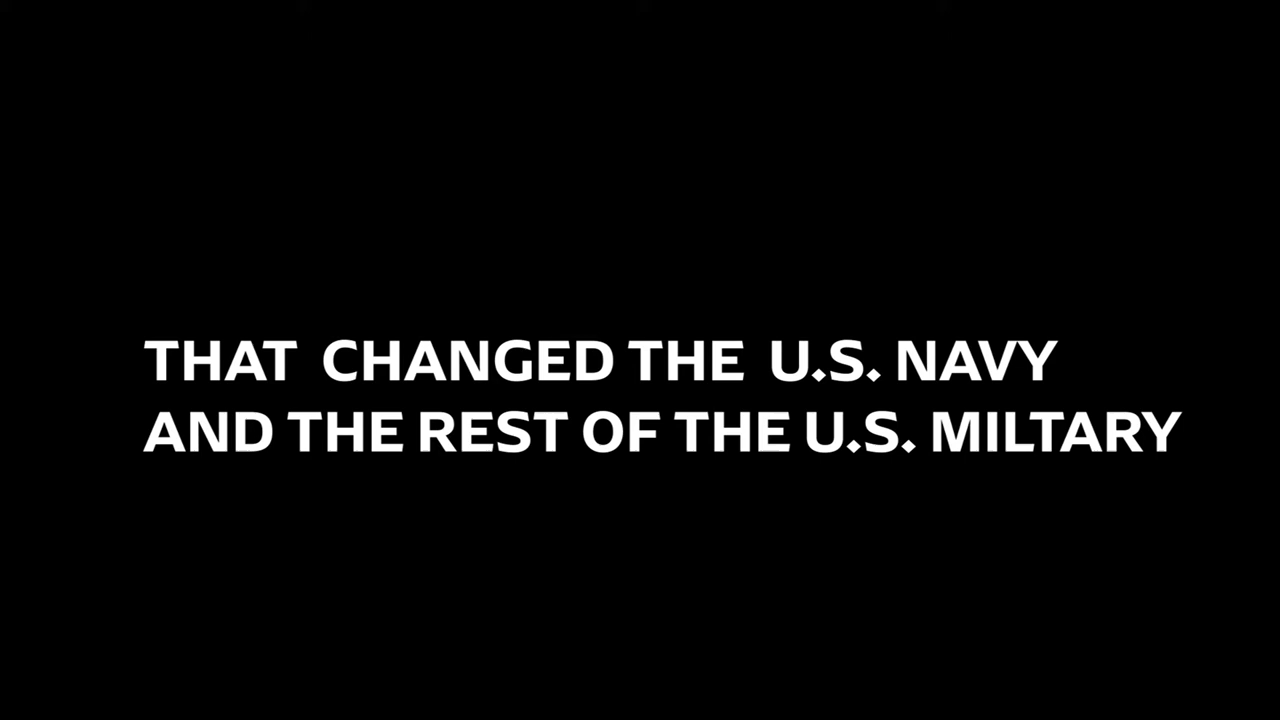 THAT CHANGED THE U.S. NAVY
AND THE REST OF THE U.S. MILTARY